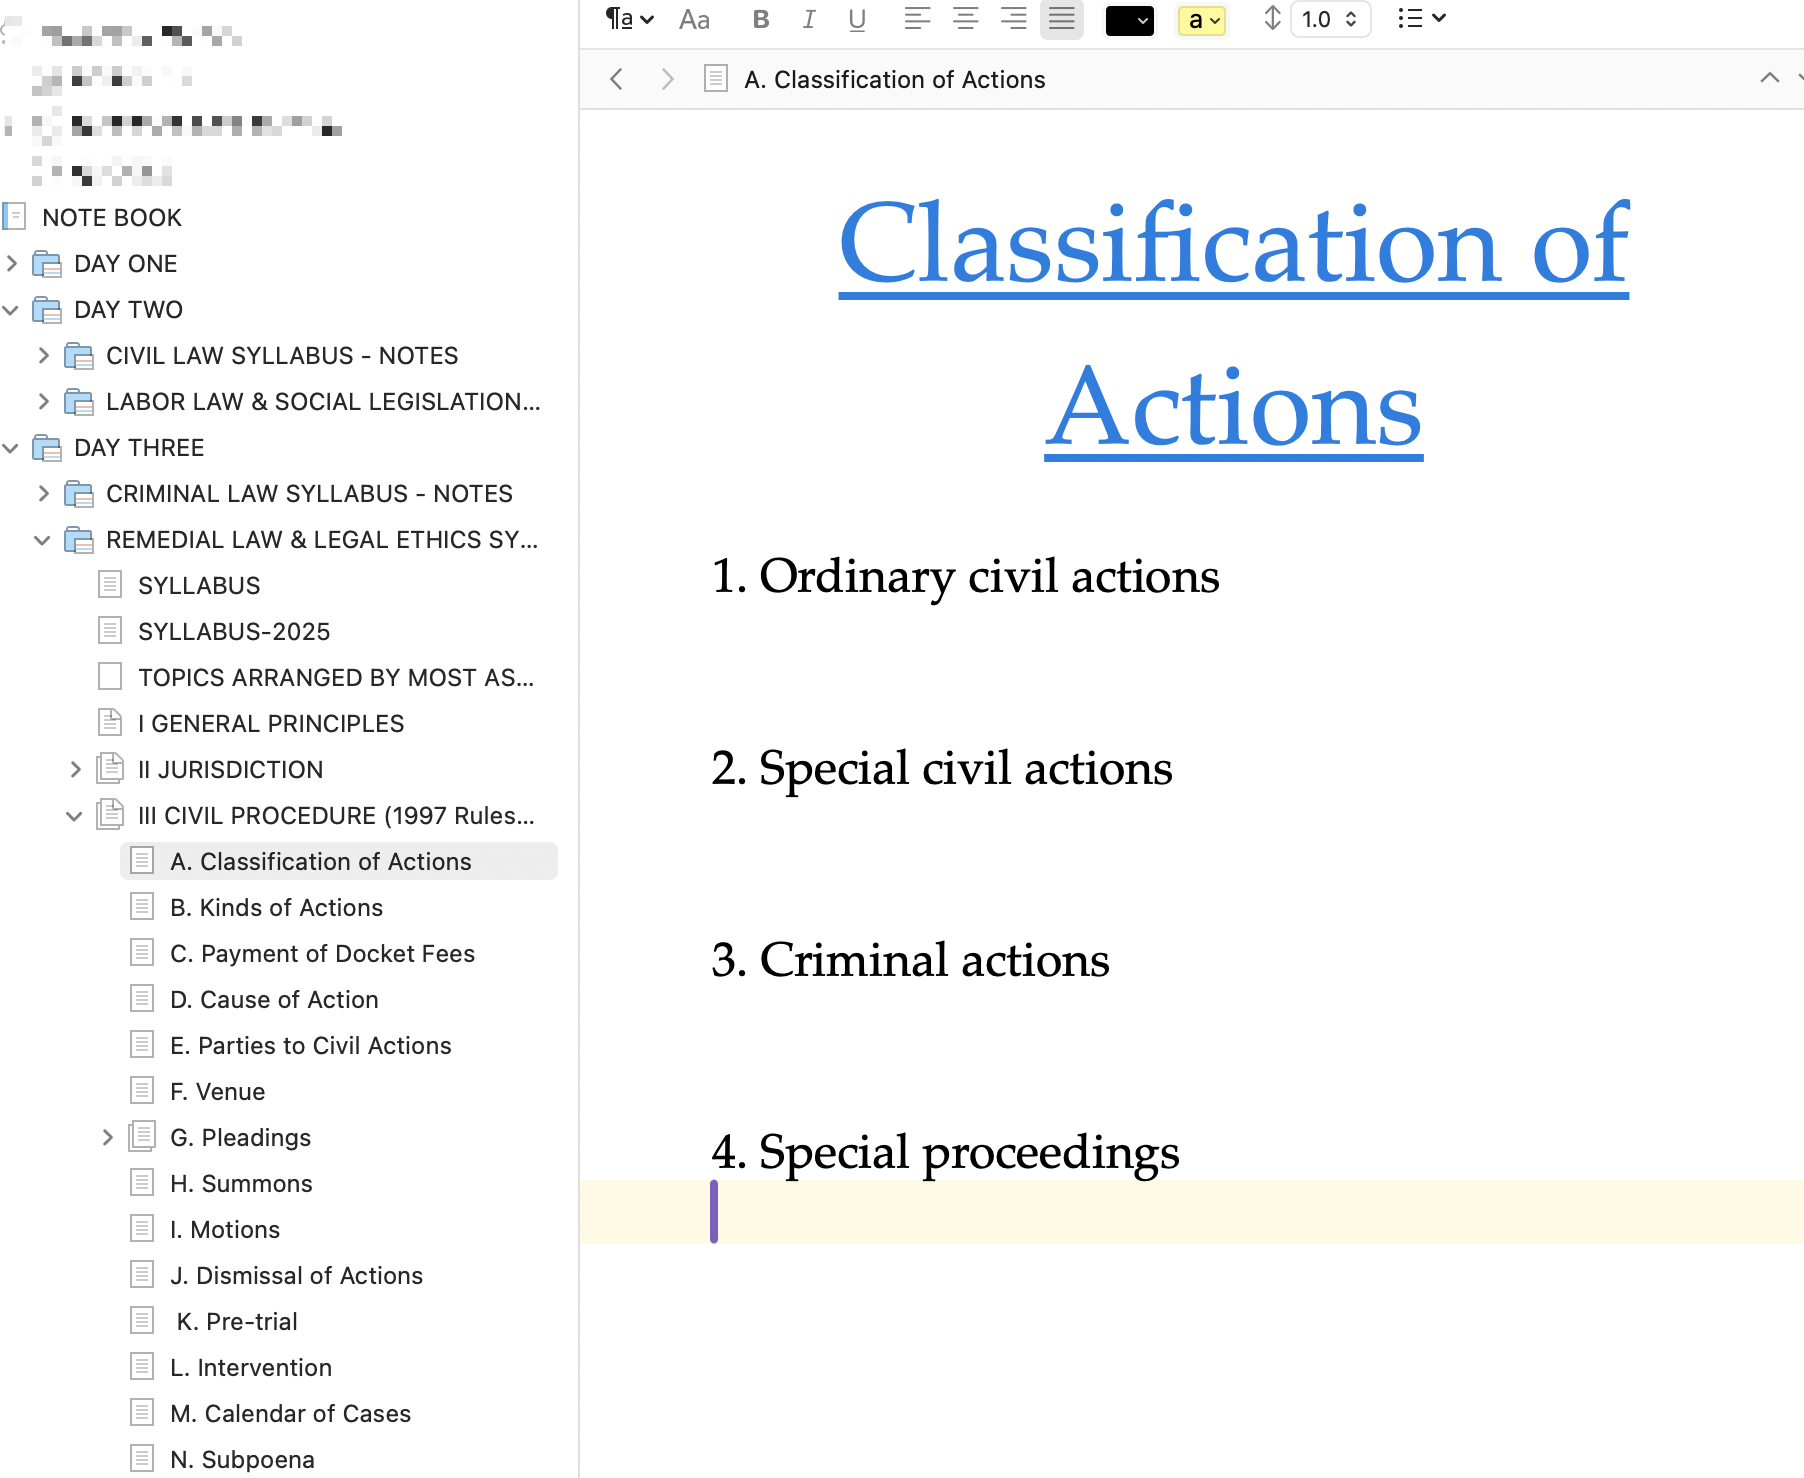 NOTE BOOK
DAY ONE
DAY TWO
CIVIL LAW SYLLABUS - NOTES
LABOR LAW & SOCIAL LEGISLATION...
DAY THREE
CRIMINAL LAW SYLLABUS - NOTES
REMEDIAL LAW & LEGAL ETHICS SY...
SYLLABUS
SYLLABUS-2025
TOPICS ARRANGED BY MOST AS...
I GENERAL PRINCIPLES
II JURISDICTION
III CIVIL PROCEDURE (1997 Rules...
A. Classification of Actions
B. Kinds of Actions
C. Payment of Docket Fees
D. Cause of Action
E. Parties to Civil Actions
F. Venue
G. Pleadings
H. Summons
I. Motions
J. Dismissal of Actions
K. Pre-trial
L. Intervention
M. Calendar of Cases
N. Subpoena
¶a Aa B I U a 1.0
A. Classification of Actions
Classification of
Actions
1. Ordinary civil actions
2. Special civil actions
3. Criminal actions
4. Special proceedings